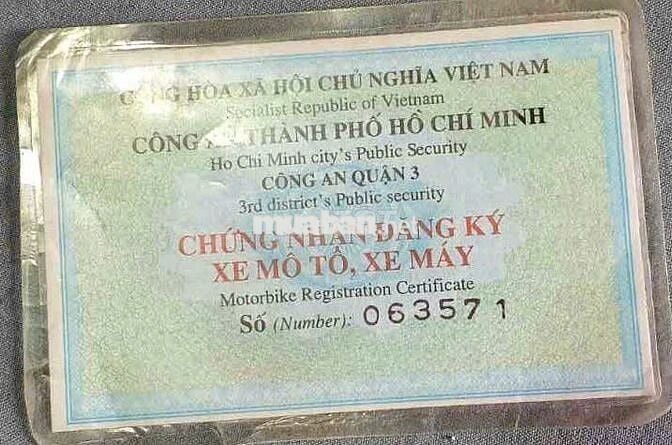 CỘNG HÒA XÃ HỘI CHỦ NGHĨA VIỆT NAM
Socialist Republic of Vietnam
CÔNG AN THÀNH PHỐ HỒ CHÍ MINH
Ho Chi Minh city's Public Security
CÔNG AN QUẬN 3
3rd district's Public security
muaban
CHỨNG NHẬN ĐĂNG KÝ
XE MÔ TÔ, XE MÁY
Motorbike Registration Certificate
Số (Number): 063571